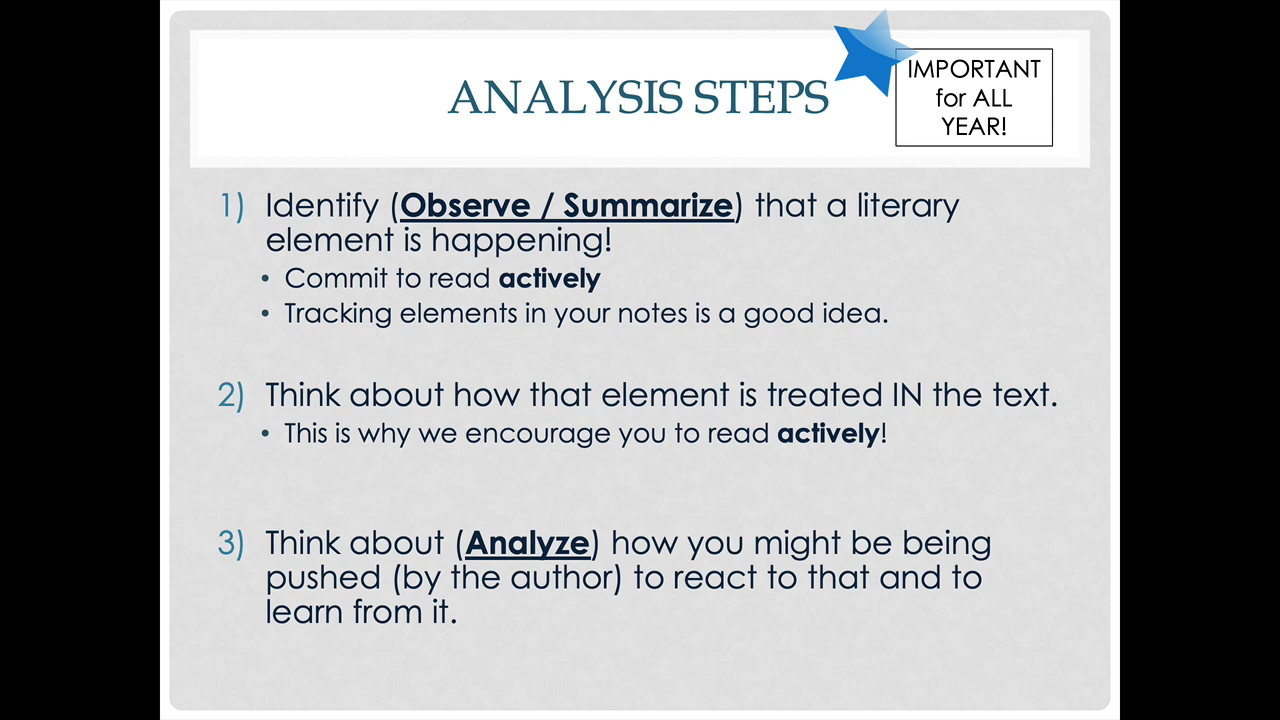 ANALYSIS STEPS
IMPORTANT
for ALL
YEAR!
1) Identify (Observe / Summarize) that a literary
element is happening!
• Commit to read actively
• Tracking elements in your notes is a good idea.
2) Think about how that element is treated IN the text.
• This is why we encourage you to read actively!
3) Think about (Analyze) how you might be being
pushed (by the author) to react to that and to
learn from it.